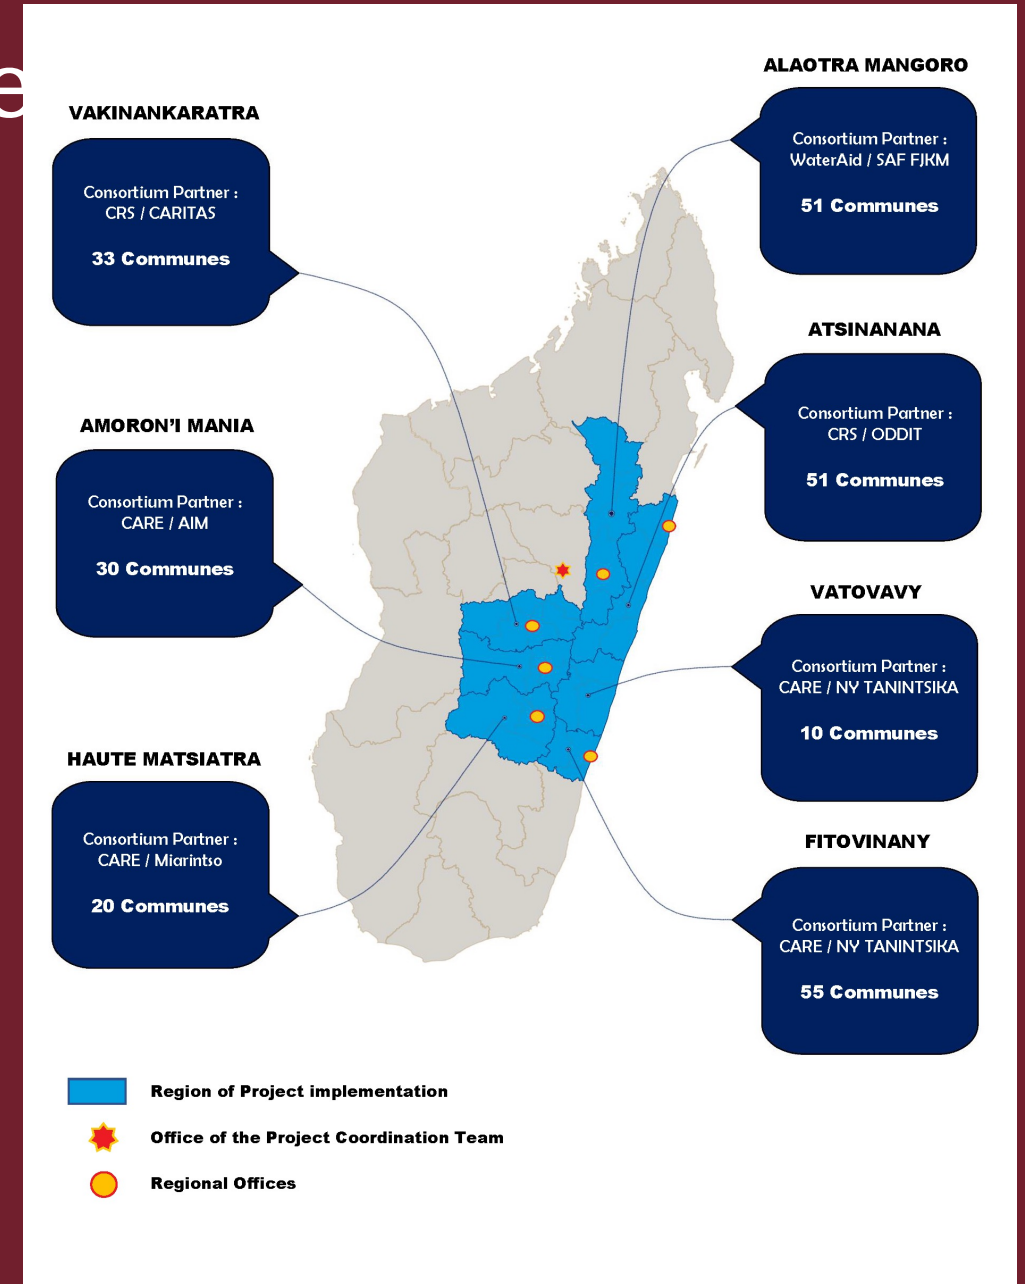 e
VAKINANKARATRA
Consortium Partner :
CRS / CARITAS
33 Communes
AMORON’I MANIA
Consortium Partner :
CARE / AIM
30 Communes
HAUTE MATSIATRA
Consortium Partner :
CARE / Miarintso
20 Communes
ALAOTRA MANGORO
Consortium Partner :
WaterAid / SAF FJKM
51 Communes
ATSINANANA
Consortium Partner :
CRS / ODDIT
51 Communes
VATOVAVY
Consortium Partner :
CARE / NY TANINTSIKA
10 Communes
FITOVINANY
Consortium Partner :
CARE / NY TANINTSIKA
55 Communes
Region of Project implementation
Office of the Project Coordination Team
Regional Offices